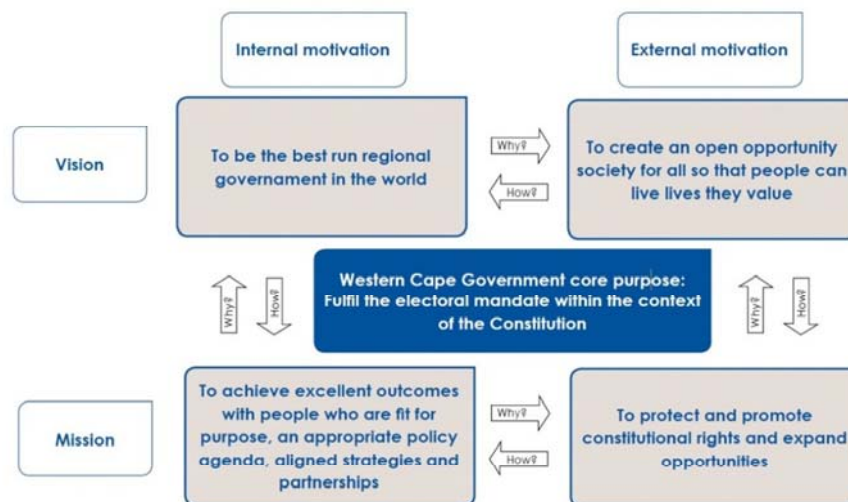 Internal motivation
External motivation
Vision
To be the best run regional
governament in the world
Why?
How?
To create an open opportunity
society for all so that people can
live lives they value
Why?
How?
Western Cape Government core purpose:
Fulfil the electoral mandate within the context
of the Constitution
Why?
How?
Mission
To achieve excellent outcomes
with people who are fit for
purpose, an appropriate policy
agenda, aligned strategies and
partnerships
Why?
How?
To protect and promote
constitutional rights and expand
opportunities